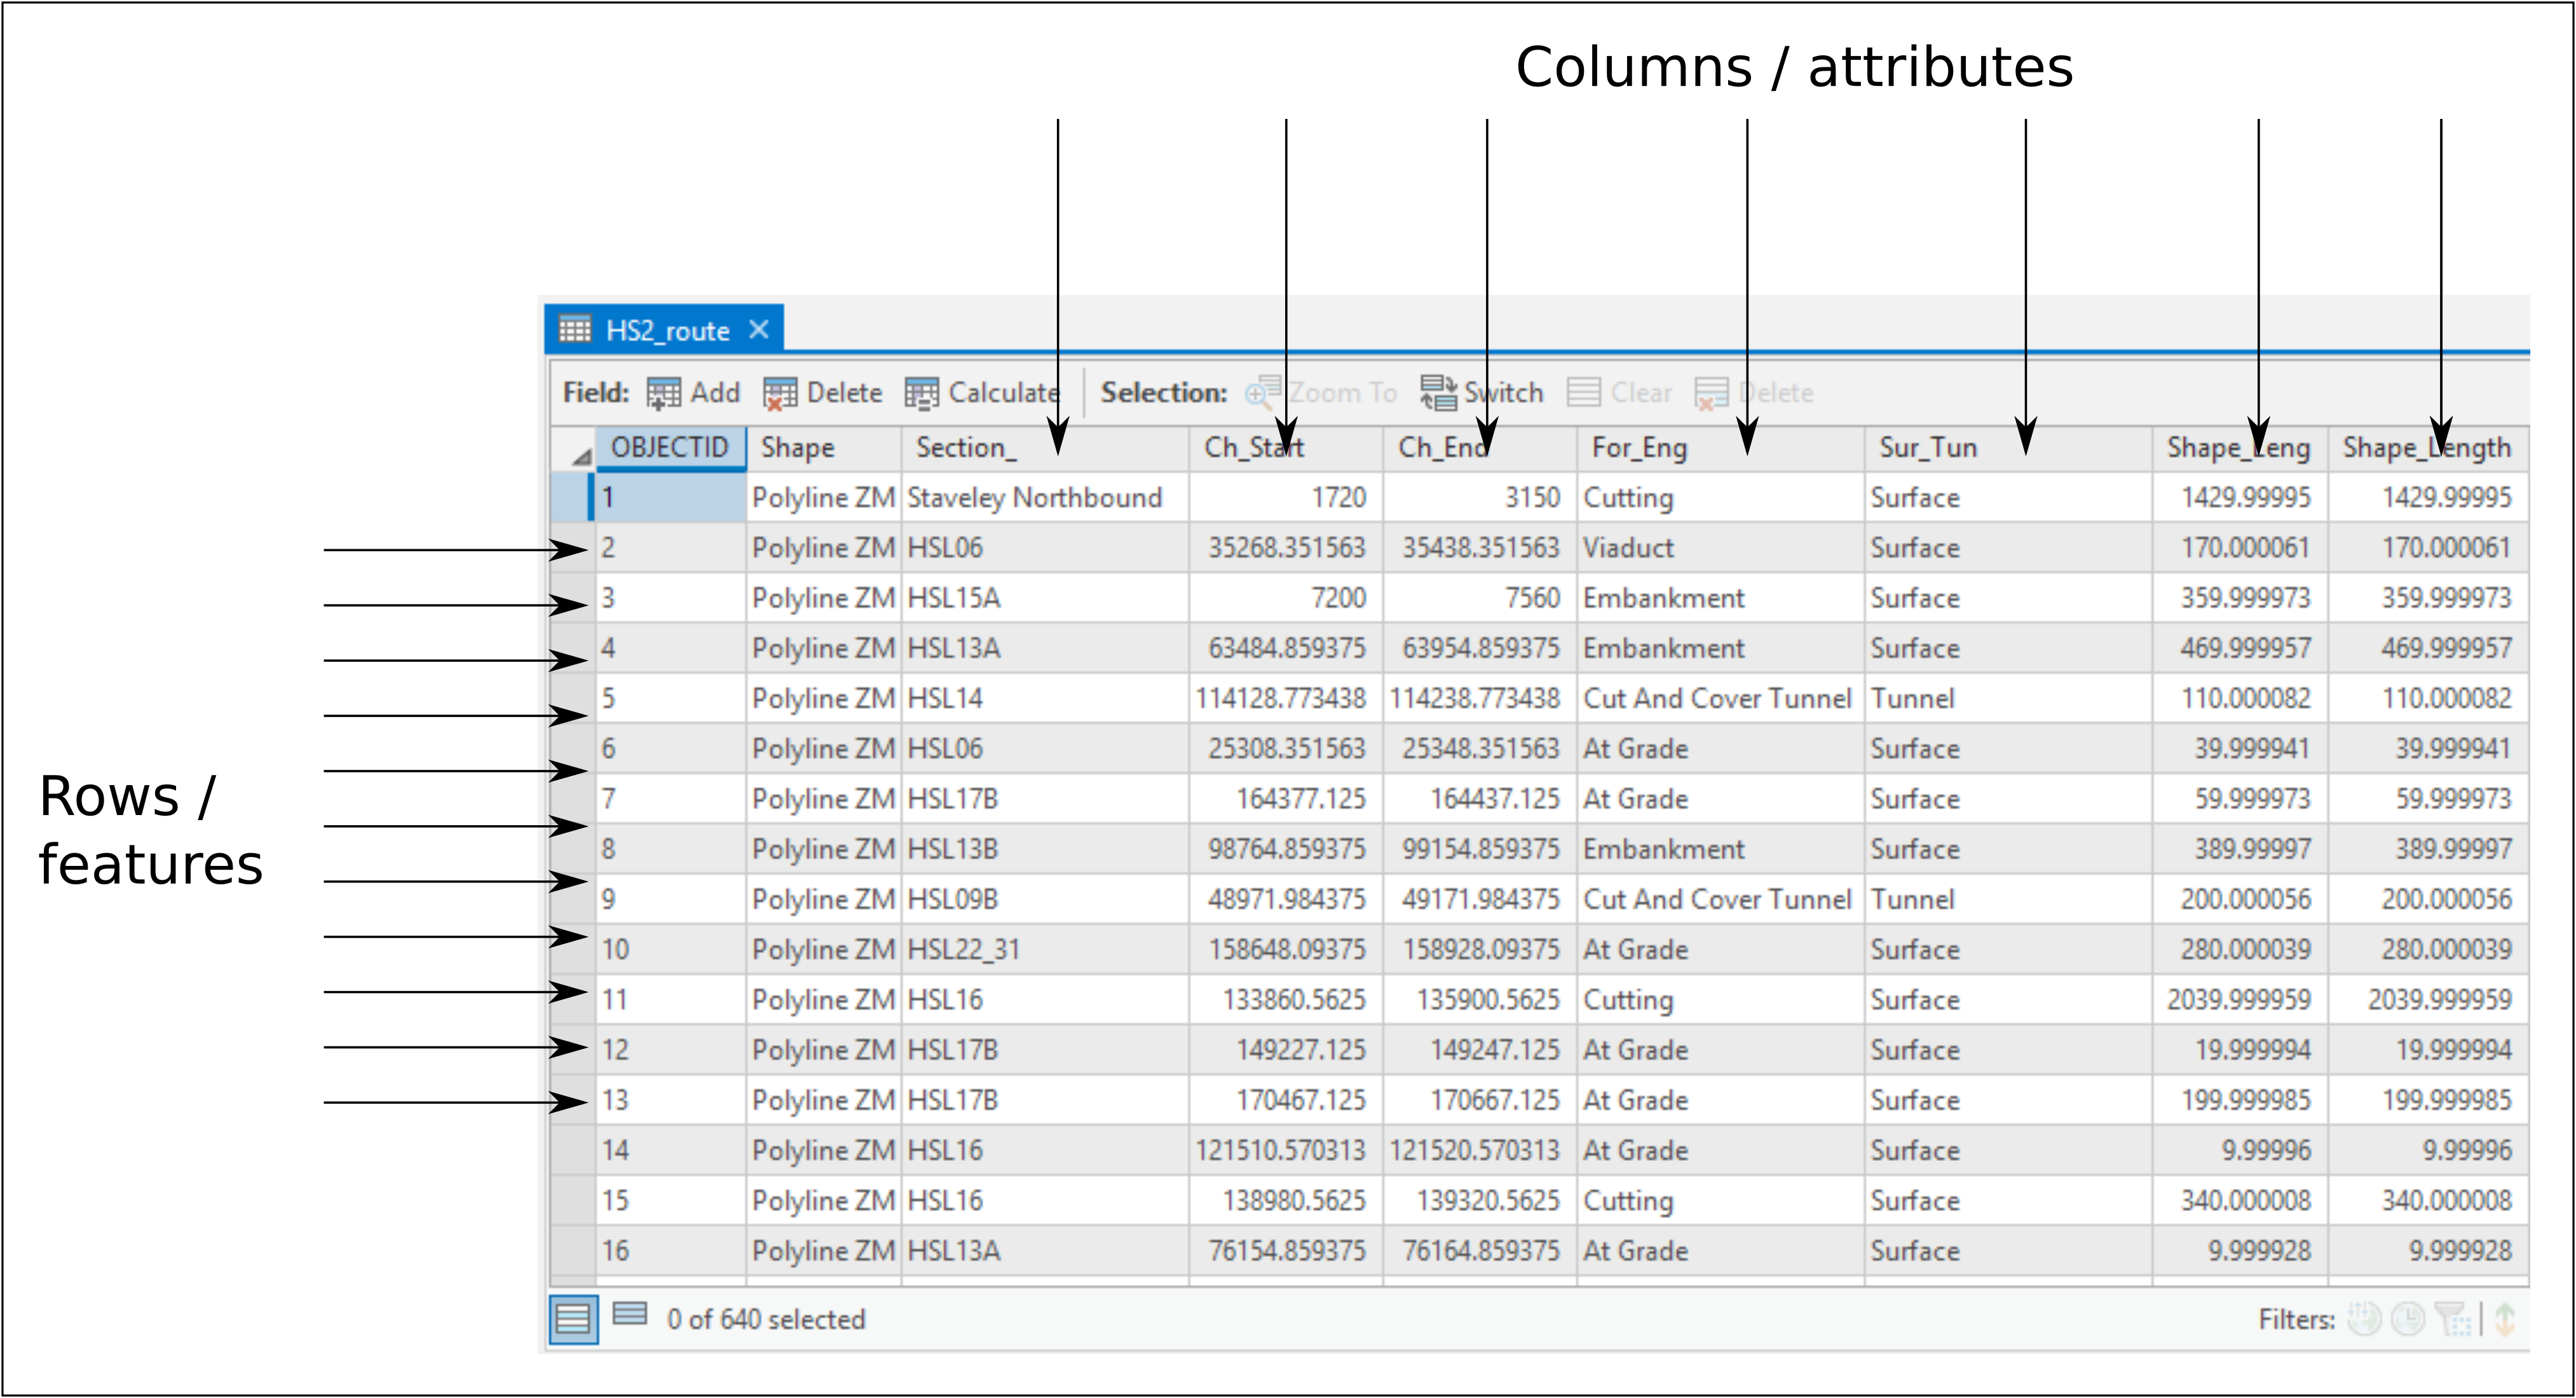 Columns / attributes
HS2_route
Field: Add Delete Calculate Selection: Zoom To Switch Clear Delete
OBJECTID Shape Section_ Ch_Start Ch_End For_Eng Sur_Tun Shape_Leng Shape_Length
1 Polyline ZM Staveley Northbound 1720 3150 Cutting Surface 1429.99995 1429.99995
2 Polyline ZM HSL06 35268.351563 35438.351563 Viaduct Surface 170.000061 170.000061
3 Polyline ZM HSL15A 7200 7560 Embankment Surface 359.999973 359.999973
4 Polyline ZM HSL13A 63484.859375 63954.859375 Embankment Surface 469.999957 469.999957
5 Polyline ZM HSL14 114128.773438 114238.773438 Cut And Cover Tunnel Tunnel 110.000082 110.000082
6 Polyline ZM HSL06 25308.351563 25348.351563 At Grade Surface 39.999941 39.999941
7 Polyline ZM HSL17B 164377.125 164437.125 At Grade Surface 59.999973 59.999973
8 Polyline ZM HSL13B 98764.859375 99154.859375 Embankment Surface 389.99997 389.99997
9 Polyline ZM HSL09B 48971.984375 49171.984375 Cut And Cover Tunnel Tunnel 200.000056 200.000056
10 Polyline ZM HSL22_31 158648.09375 158928.09375 At Grade Surface 280.000039 280.000039
11 Polyline ZM HSL16 133860.5625 135900.5625 Cutting Surface 2039.999959 2039.999959
12 Polyline ZM HSL17B 149227.125 149247.125 At Grade Surface 19.999994 19.999994
13 Polyline ZM HSL17B 170467.125 170667.125 At Grade Surface 199.999985 199.999985
14 Polyline ZM HSL16 121510.570313 121520.570313 At Grade Surface 9.99996 9.99996
15 Polyline ZM HSL16 138980.5625 139320.5625 Cutting Surface 340.000008 340.000008
16 Polyline ZM HSL13A 76154.859375 76164.859375 At Grade Surface 9.999928 9.999928
0 of 640 selected Filters:
Rows /
features